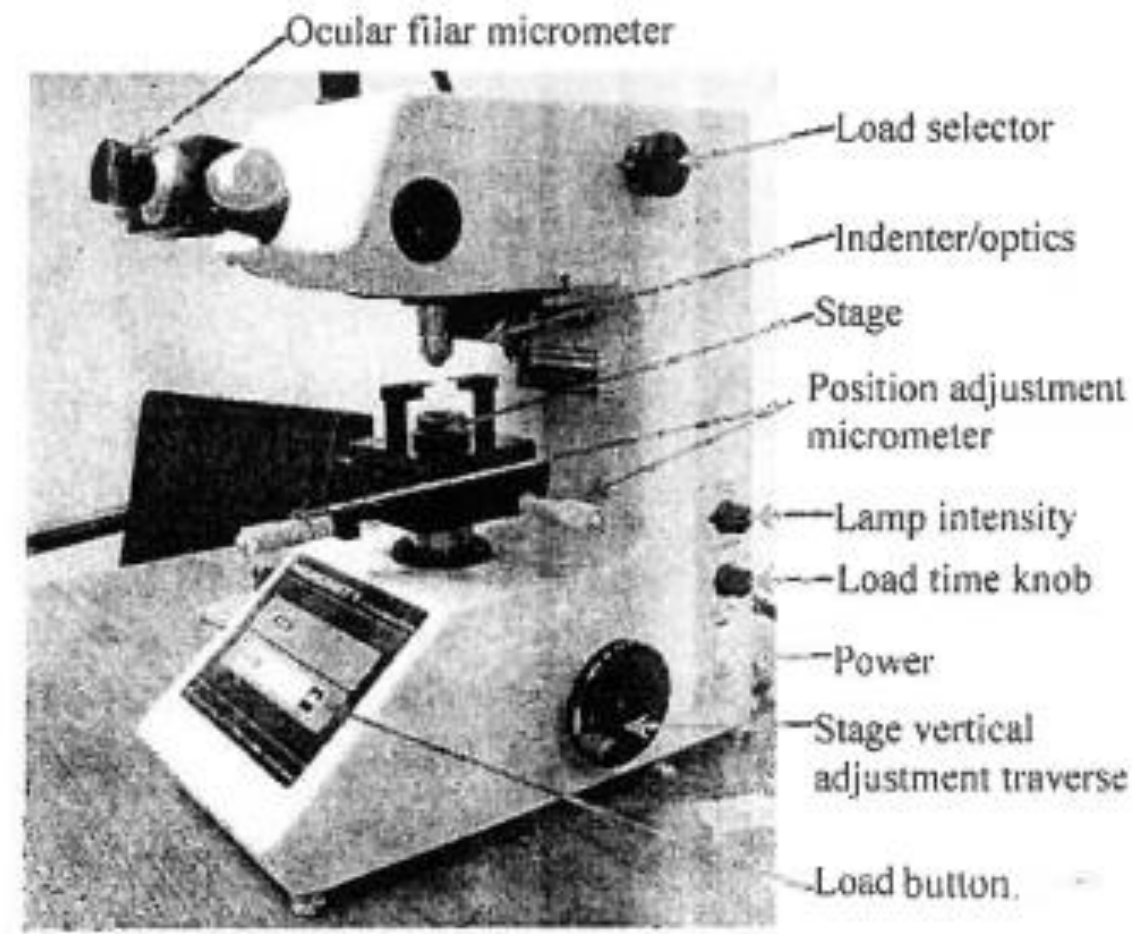 Ocular filar micrometer
Load selector
Indenter/optics
Stage
Position adjustment
micrometer
Lamp intensity
Load time knob
Power
Stage vertical
adjustment traverse
Load button.